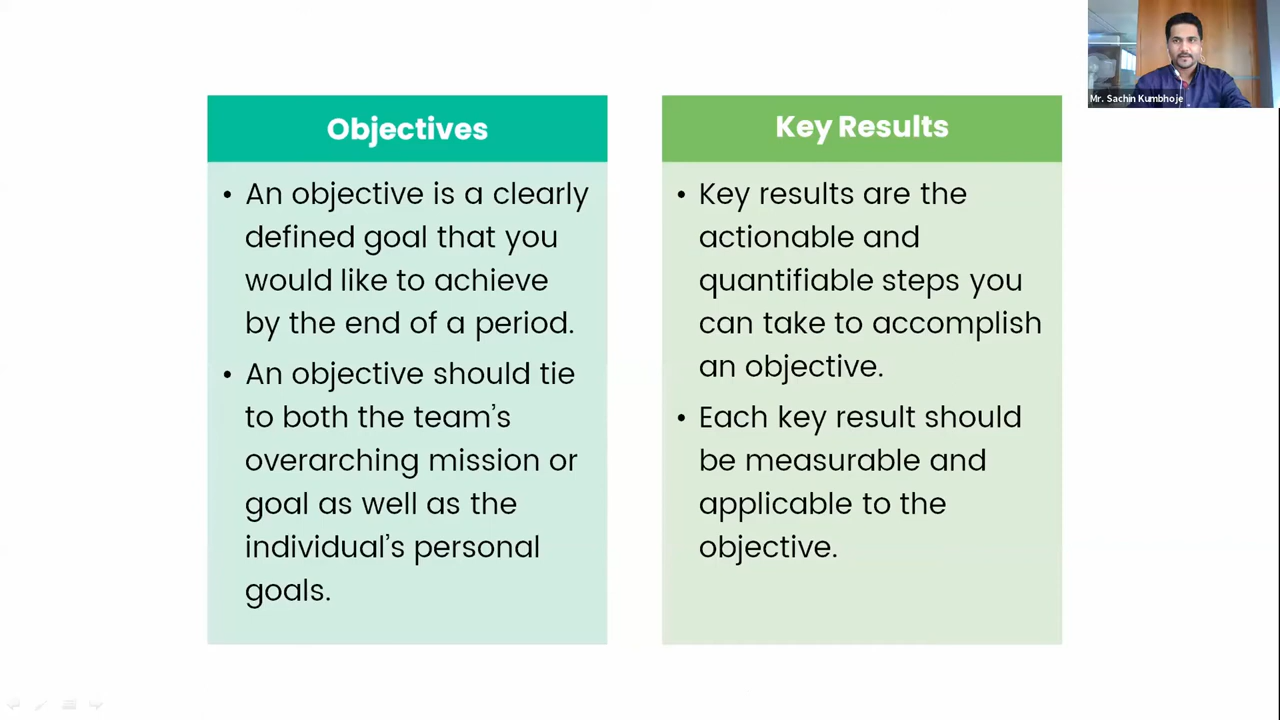 Mr. Sachin Kumbhoje
Objectives
• An objective is a clearly
defined goal that you
would like to achieve
by the end of a period.
• An objective should tie
to both the team’s
overarching mission or
goal as well as the
individual’s personal
goals.
Key Results
• Key results are the
actionable and
quantifiable steps you
can take to accomplish
an objective.
• Each key result should
be measurable and
applicable to the
objective.